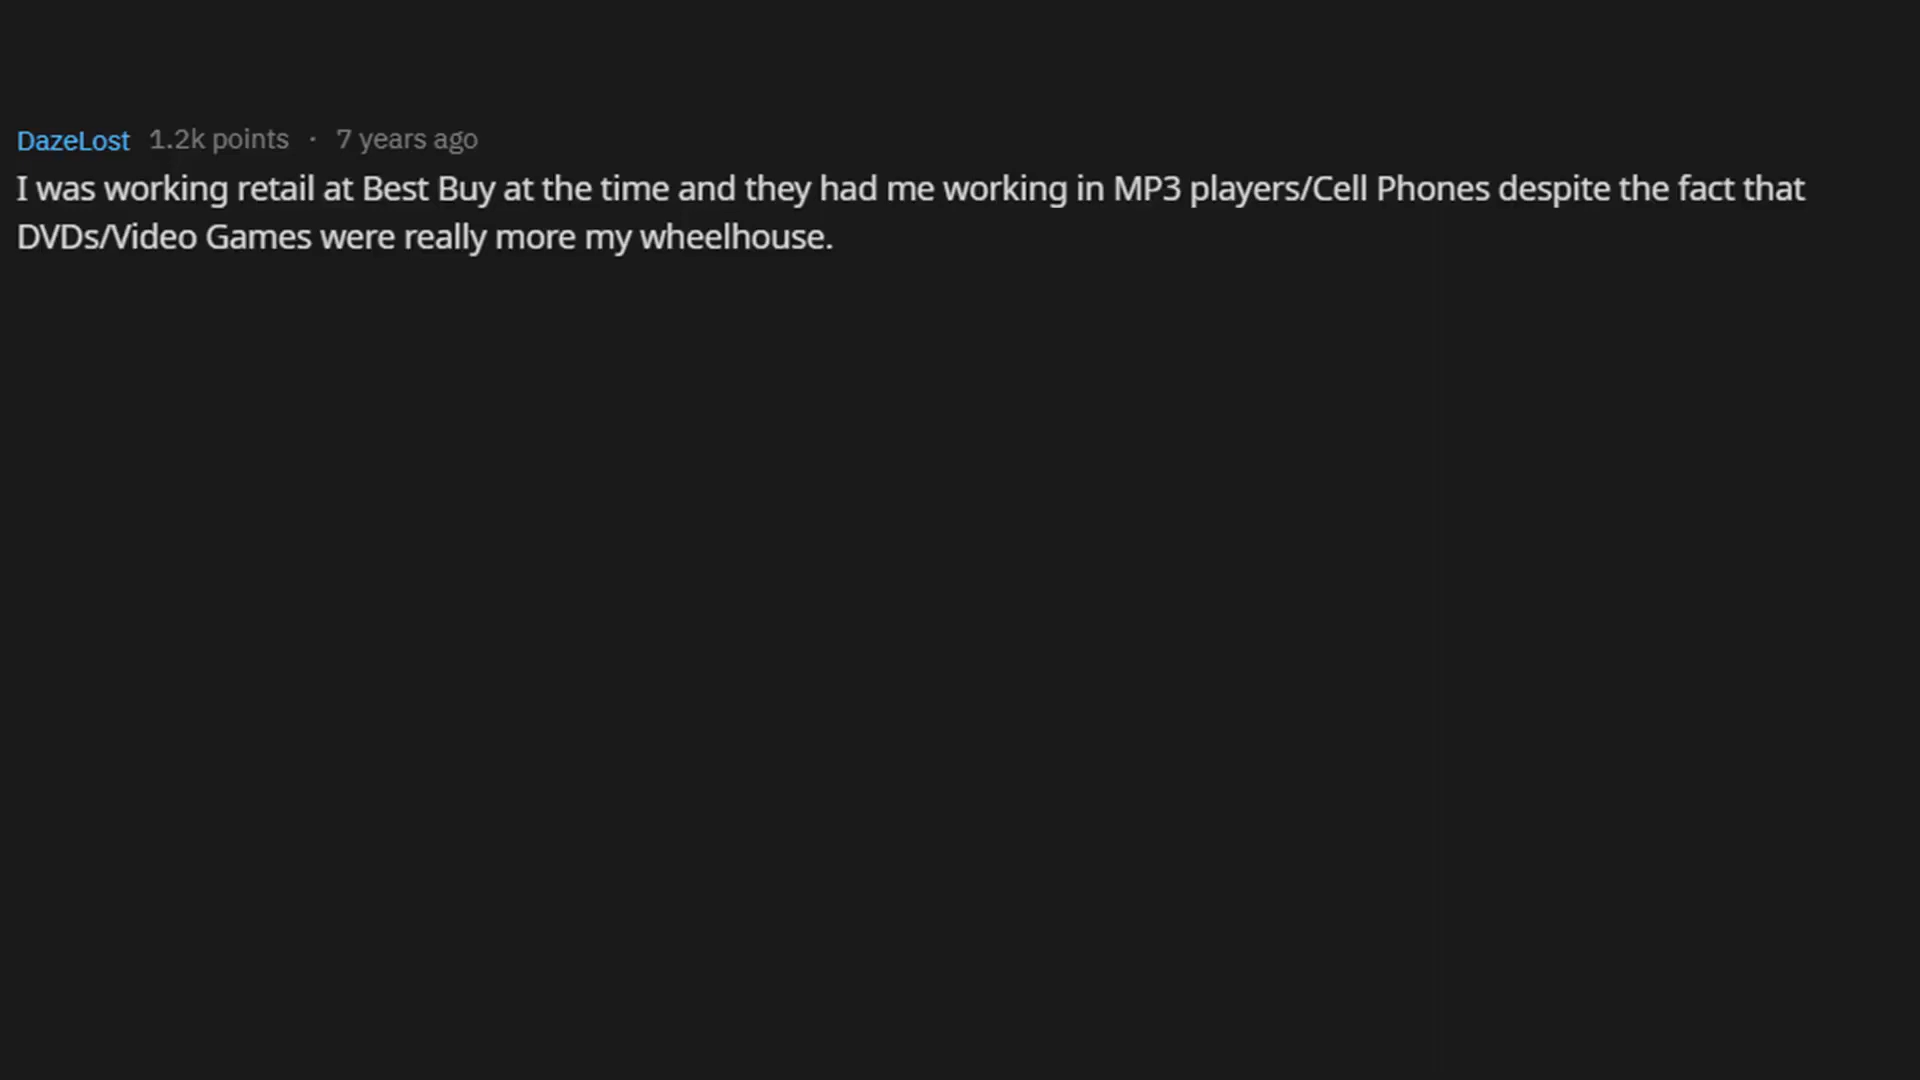 DazeLost 1.2k points · 7 years ago
I was working retail at Best Buy at the time and they had me working in MP3 players/Cell Phones despite the fact that
DVDs/Video Games were really more my wheelhouse.